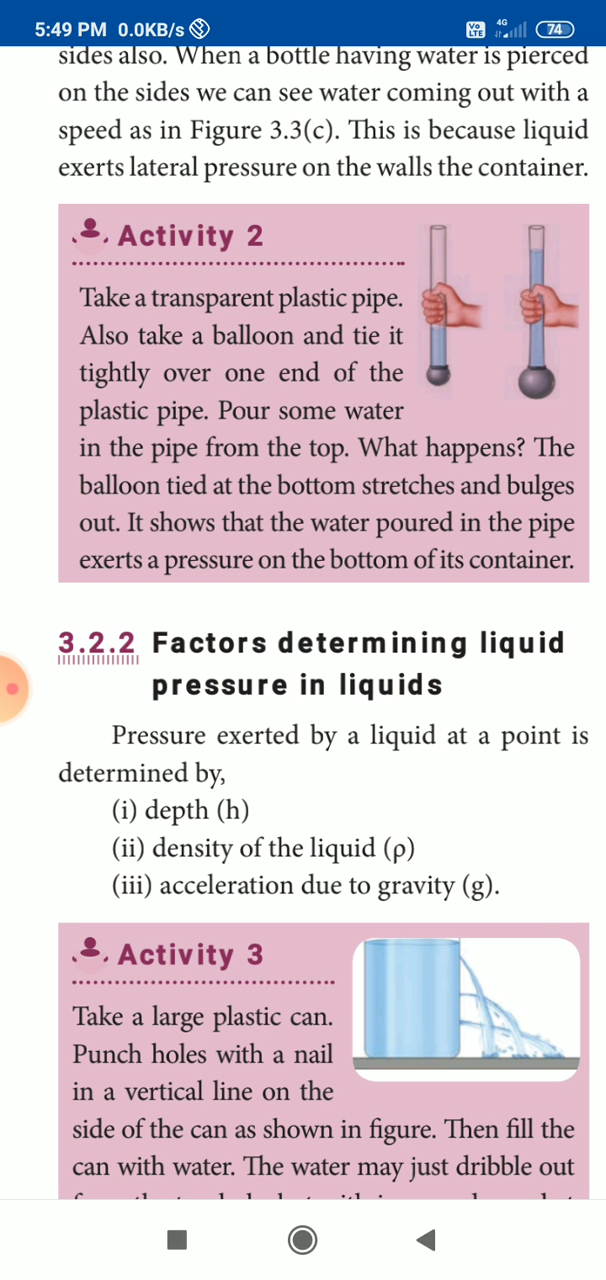 5:49 PM 0.0KB/s
Vo LTE 4G 74
sides also. When a bottle having water is pierced
on the sides we can see water coming out with a
speed as in Figure 3.3(c). This is because liquid
exerts lateral pressure on the walls the container.
Activity 2
Take a transparent plastic pipe.
Also take a balloon and tie it
tightly over one end of the
plastic pipe. Pour some water
in the pipe from the top. What happens? The
balloon tied at the bottom stretches and bulges
out. It shows that the water poured in the pipe
exerts a pressure on the bottom of its container.
3.2.2 Factors determining liquid
pressure in liquids
Pressure exerted by a liquid at a point is
determined by,
(i) depth (h)
(ii) density of the liquid (ρ)
(iii) acceleration due to gravity (g).
Activity 3
Take a large plastic can.
Punch holes with a nail
in a vertical line on the
side of the can as shown in figure. Then fill the
can with water. The water may just dribble out